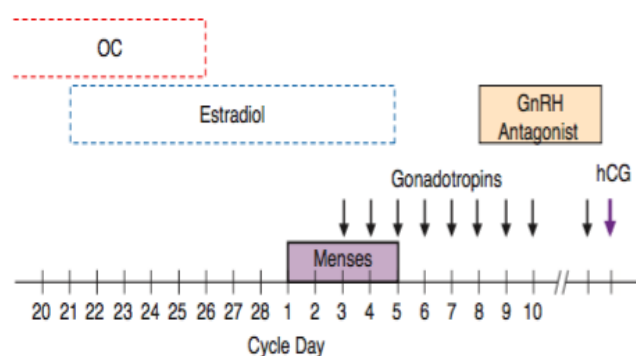 OC
Estradiol
GnRH
Antagonist
Gonadotropins
hCG
Menses
20 21 22 23 24 25 26 27 28 1 2 3 4 5 6 7 8 9 10
Cycle Day